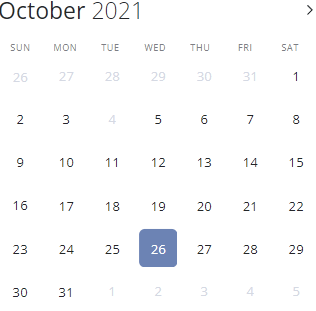 October 2021
SUN MON TUE WED THU FRI SAT
26 27 28 29 30 31 1
2 3 4 5 6 7 8
9 10 11 12 13 14 15
16 17 18 19 20 21 22
23 24 25 26 27 28 29
30 31 1 2 3 4 5